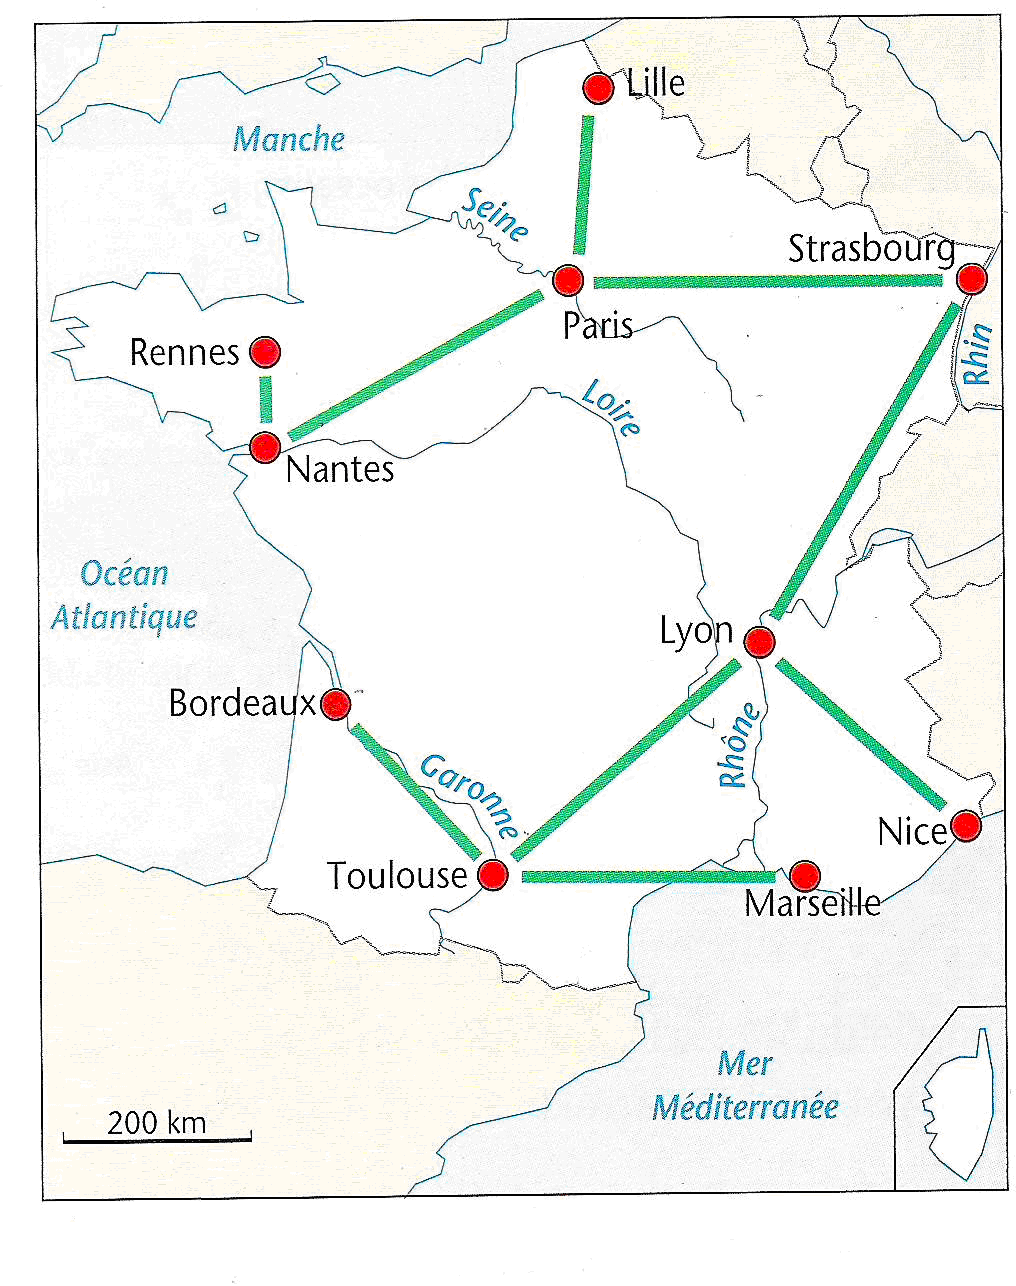 Lille
Manche
Seine
Strasbourg
Paris
Rennes
Rhin
Loire
Nantes
Océan
Atlantique
Lyon
Bordeaux
Rhône
Garonne
Nice
Toulouse
Marseille
Mer
Méditerranée
200 km